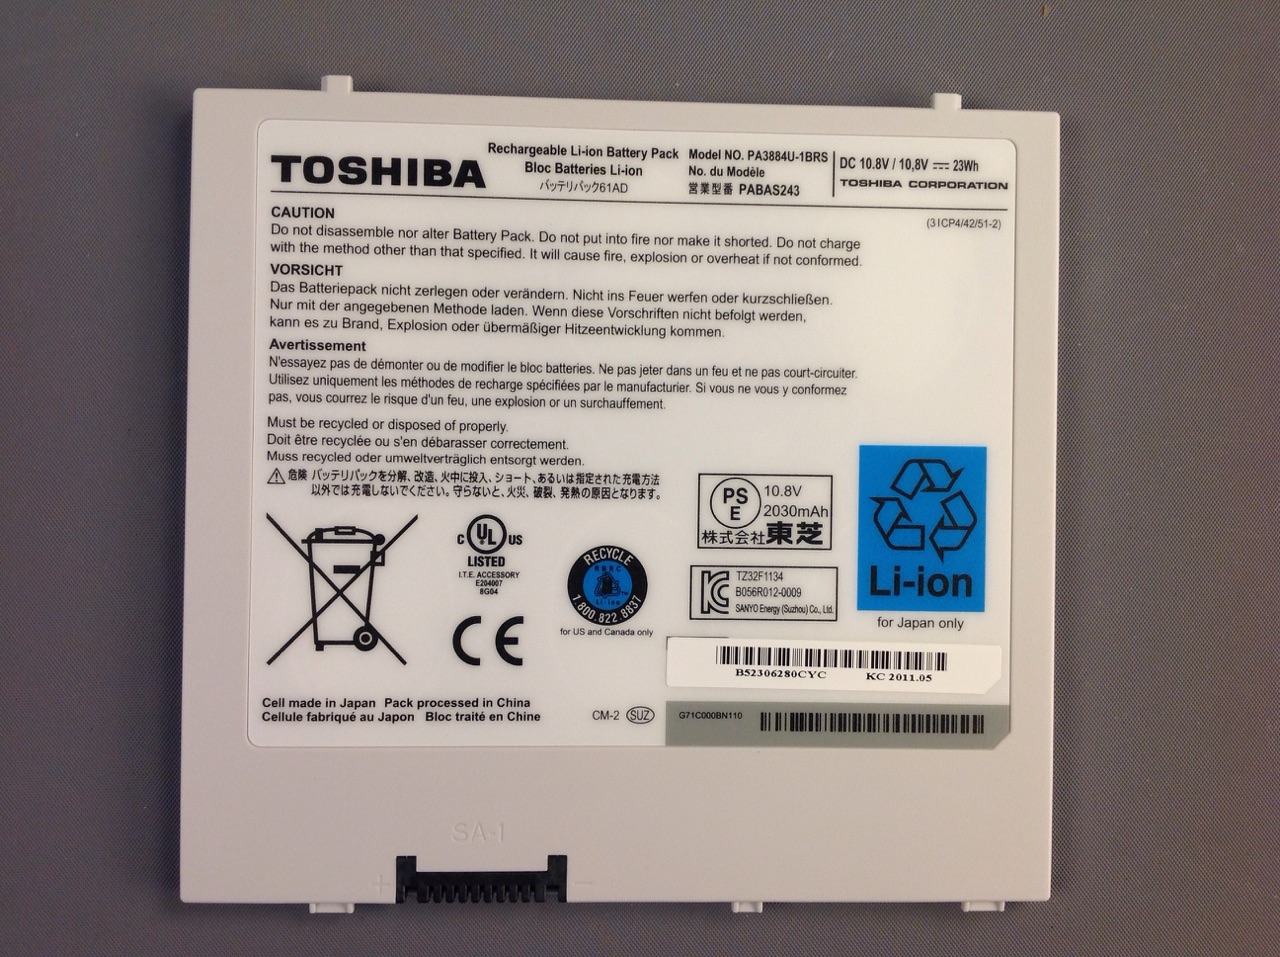 TOSHIBA
Rechargeable Li-ion Battery Pack
Bloc Batteries Li-ion
バッテリパック61AD
Model NO. PA3884U-1BRS
No. du Modèle
営業型番 PABAS243
DC 10.8V / 10,8V ⎓ 23Wh
TOSHIBA CORPORATION
(3ICP4/42/51-2)
CAUTION
Do not disassemble nor alter Battery Pack. Do not put into fire nor make it shorted. Do not charge
with the method other than that specified. It will cause fire, explosion or overheat if not conformed.
VORSICHT
Das Batteriepack nicht zerlegen oder verändern. Nicht ins Feuer werfen oder kurzschließen.
Nur mit der angegebenen Methode laden. Wenn diese Vorschriften nicht befolgt werden,
kann es zu Brand, Explosion oder übermäßiger Hitzeentwicklung kommen.
Avertissement
N'essayez pas de démonter ou de modifier le bloc batteries. Ne pas jeter dans un feu et ne pas court-circuiter.
Utilisez uniquement les méthodes de recharge spécifiées par le manufacturier. Si vous ne vous y conformez
pas, vous courrez le risque d'un feu, une explosion or un surchauffement.
Must be recycled or disposed of properly.
Doit être recyclée ou s'en débarasser correctement.
Muss recycled oder umweltverträglich entsorgt werden.
⚠危険 バッテリパックを分解、改造、火中に投入、ショート、あるいは指定された充電方法
以外では充電しないでください。守らないと、火災、破裂、発熱の原因となります。
C UL US
LISTED
I.T.E. ACCESSORY
E204007
8G04
CE
RECYCLE
RBRC
Li-ion
1.800.822.8837
for US and Canada only
PS
E
10.8V
2030mAh
株式会社東芝
KC
TZ32F1134
B056R012-0009
SANYO Energy (Suzhou) Co., Ltd.
Li-ion
for Japan only
B52306280CYC KC 2011.05
G71C000BN110
Cell made in Japan Pack processed in China
Cellule fabriqué au Japon Bloc traité en Chine
CM-2 SUZ
SA-1
+ −